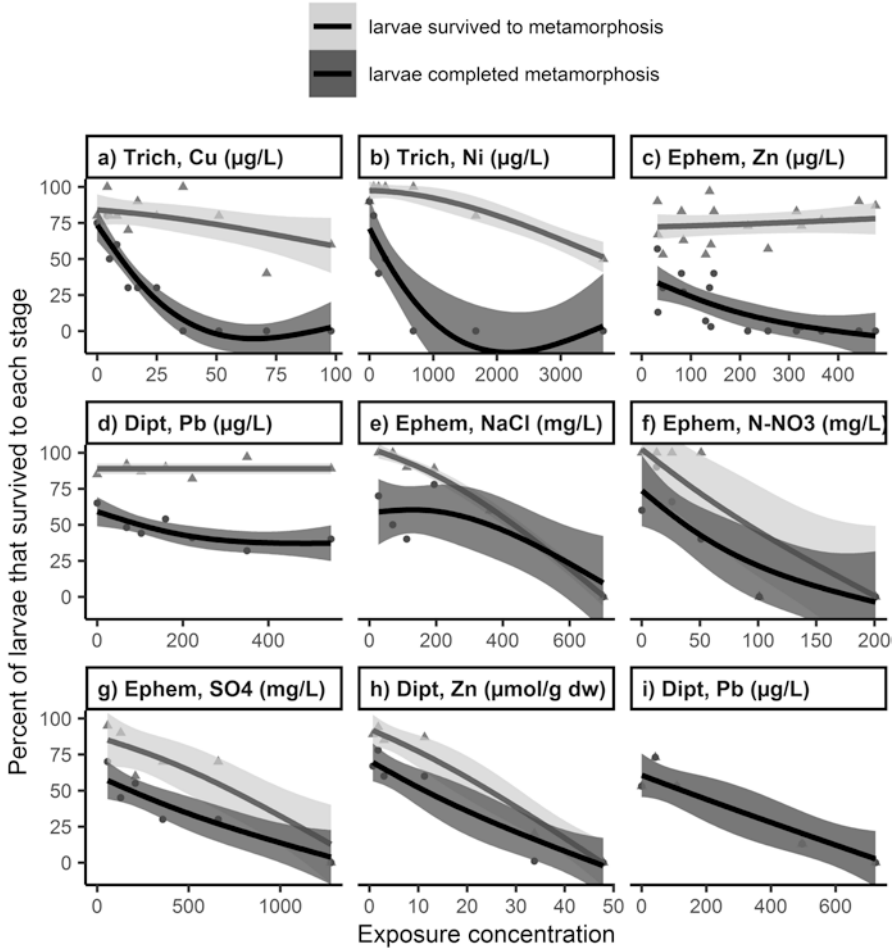 larvae survived to metamorphosis
larvae completed metamorphosis
Percent of larvae that survived to each stage
a) Trich, Cu (µg/L)
b) Trich, Ni (µg/L)
c) Ephem, Zn (µg/L)
100
75
50
25
0
0 25 50 75 100
0 1000 2000 3000
0 100 200 300 400
d) Dipt, Pb (µg/L)
e) Ephem, NaCl (mg/L)
f) Ephem, N-NO3 (mg/L)
100
75
50
25
0
0 200 400
0 200 400 600
0 50 100 150 200
g) Ephem, SO4 (mg/L)
h) Dipt, Zn (µmol/g dw)
i) Dipt, Pb (µg/L)
100
75
50
25
0
0 500 1000
0 10 20 30 40 50
0 200 400 600
Exposure concentration